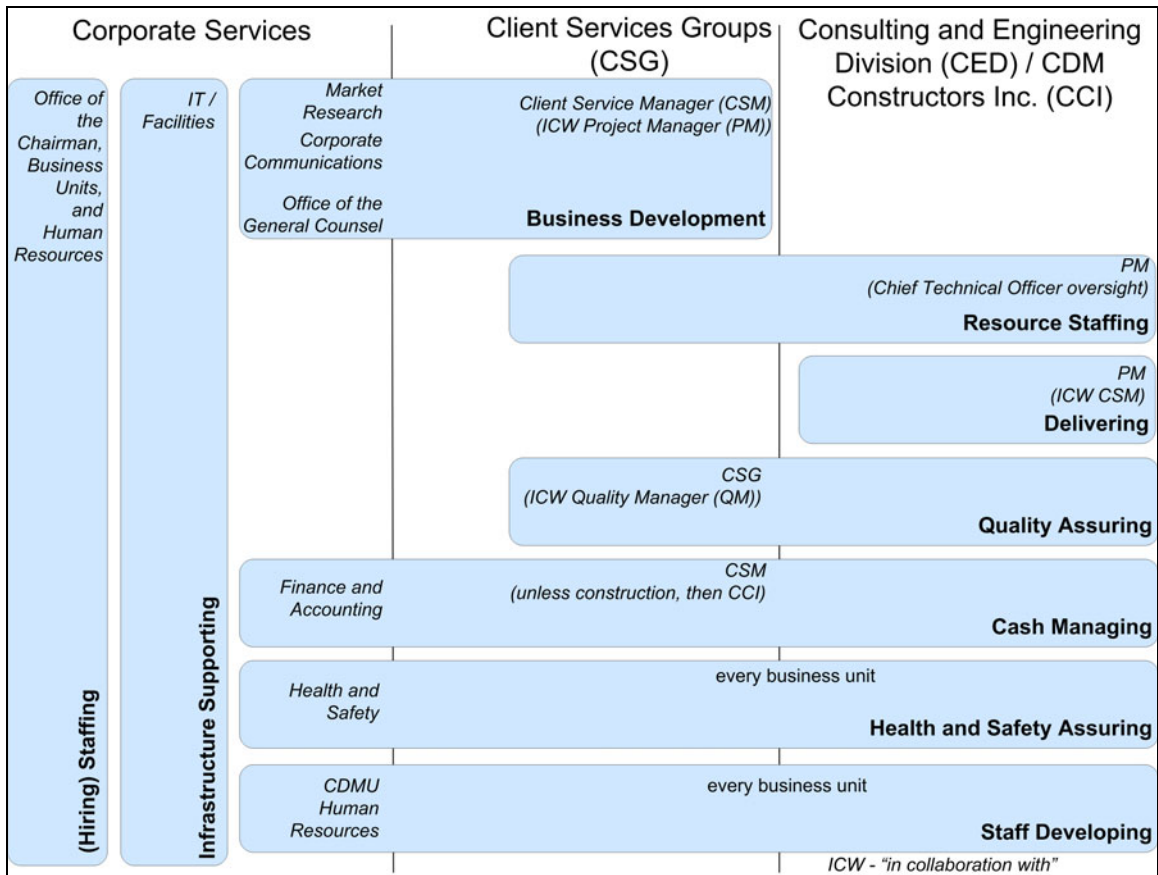 Corporate Services
Client Services Groups
(CSG)
Consulting and Engineering
Division (CED) / CDM
Constructors Inc. (CCI)
Office of
the
Chairman,
Business
Units,
and
Human
Resources
(Hiring) Staffing
IT /
Facilities
Infrastructure Supporting
Market
Research
Corporate
Communications
Office of the
General Counsel
Client Service Manager (CSM)
(ICW Project Manager (PM))
Business Development
PM
(Chief Technical Officer oversight)
Resource Staffing
PM
(ICW CSM)
Delivering
CSG
(ICW Quality Manager (QM))
Quality Assuring
Finance and
Accounting
CSM
(unless construction, then CCI)
Cash Managing
Health and
Safety
every business unit
Health and Safety Assuring
CDMU
Human
Resources
every business unit
Staff Developing
ICW - “in collaboration with”